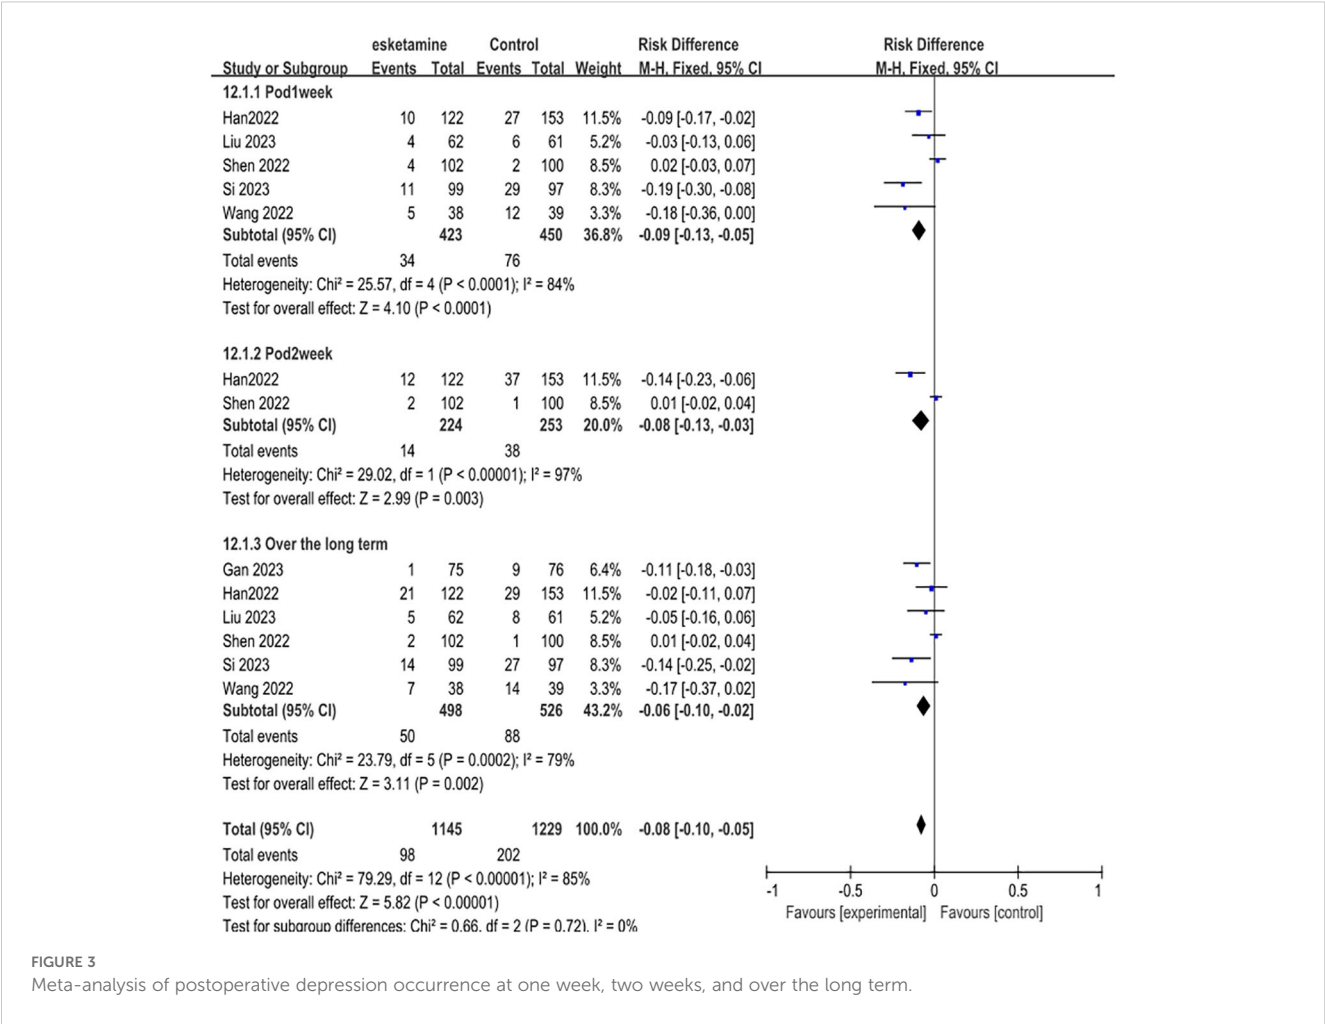 esketamine Control Risk Difference Risk Difference
Study or Subgroup Events Total Events Total Weight M-H, Fixed, 95% CI M-H, Fixed, 95% CI
12.1.1 Pod1week
Han2022 10 122 27 153 11.5% -0.09 [-0.17, -0.02]
Liu 2023 4 62 6 61 5.2% -0.03 [-0.13, 0.06]
Shen 2022 4 102 2 100 8.5% 0.02 [-0.03, 0.07]
Si 2023 11 99 29 97 8.3% -0.19 [-0.30, -0.08]
Wang 2022 5 38 12 39 3.3% -0.18 [-0.36, 0.00]
Subtotal (95% CI) 423 450 36.8% -0.09 [-0.13, -0.05]
Total events 34 76
Heterogeneity: Chi² = 25.57, df = 4 (P < 0.0001); I² = 84%
Test for overall effect: Z = 4.10 (P < 0.0001)
12.1.2 Pod2week
Han2022 12 122 37 153 11.5% -0.14 [-0.23, -0.06]
Shen 2022 2 102 1 100 8.5% 0.01 [-0.02, 0.04]
Subtotal (95% CI) 224 253 20.0% -0.08 [-0.13, -0.03]
Total events 14 38
Heterogeneity: Chi² = 29.02, df = 1 (P < 0.00001); I² = 97%
Test for overall effect: Z = 2.99 (P = 0.003)
12.1.3 Over the long term
Gan 2023 1 75 9 76 6.4% -0.11 [-0.18, -0.03]
Han2022 21 122 29 153 11.5% -0.02 [-0.11, 0.07]
Liu 2023 5 62 8 61 5.2% -0.05 [-0.16, 0.06]
Shen 2022 2 102 1 100 8.5% 0.01 [-0.02, 0.04]
Si 2023 14 99 27 97 8.3% -0.14 [-0.25, -0.02]
Wang 2022 7 38 14 39 3.3% -0.17 [-0.37, 0.02]
Subtotal (95% CI) 498 526 43.2% -0.06 [-0.10, -0.02]
Total events 50 88
Heterogeneity: Chi² = 23.79, df = 5 (P = 0.0002); I² = 79%
Test for overall effect: Z = 3.11 (P = 0.002)
Total (95% CI) 1145 1229 100.0% -0.08 [-0.10, -0.05]
Total events 98 202
Heterogeneity: Chi² = 79.29, df = 12 (P < 0.00001); I² = 85%
Test for overall effect: Z = 5.82 (P < 0.00001)
Test for subgroup differences: Chi² = 0.66, df = 2 (P = 0.72), I² = 0%
-1 -0.5 0 0.5 1
Favours [experimental] Favours [control]
FIGURE 3
Meta-analysis of postoperative depression occurrence at one week, two weeks, and over the long term.